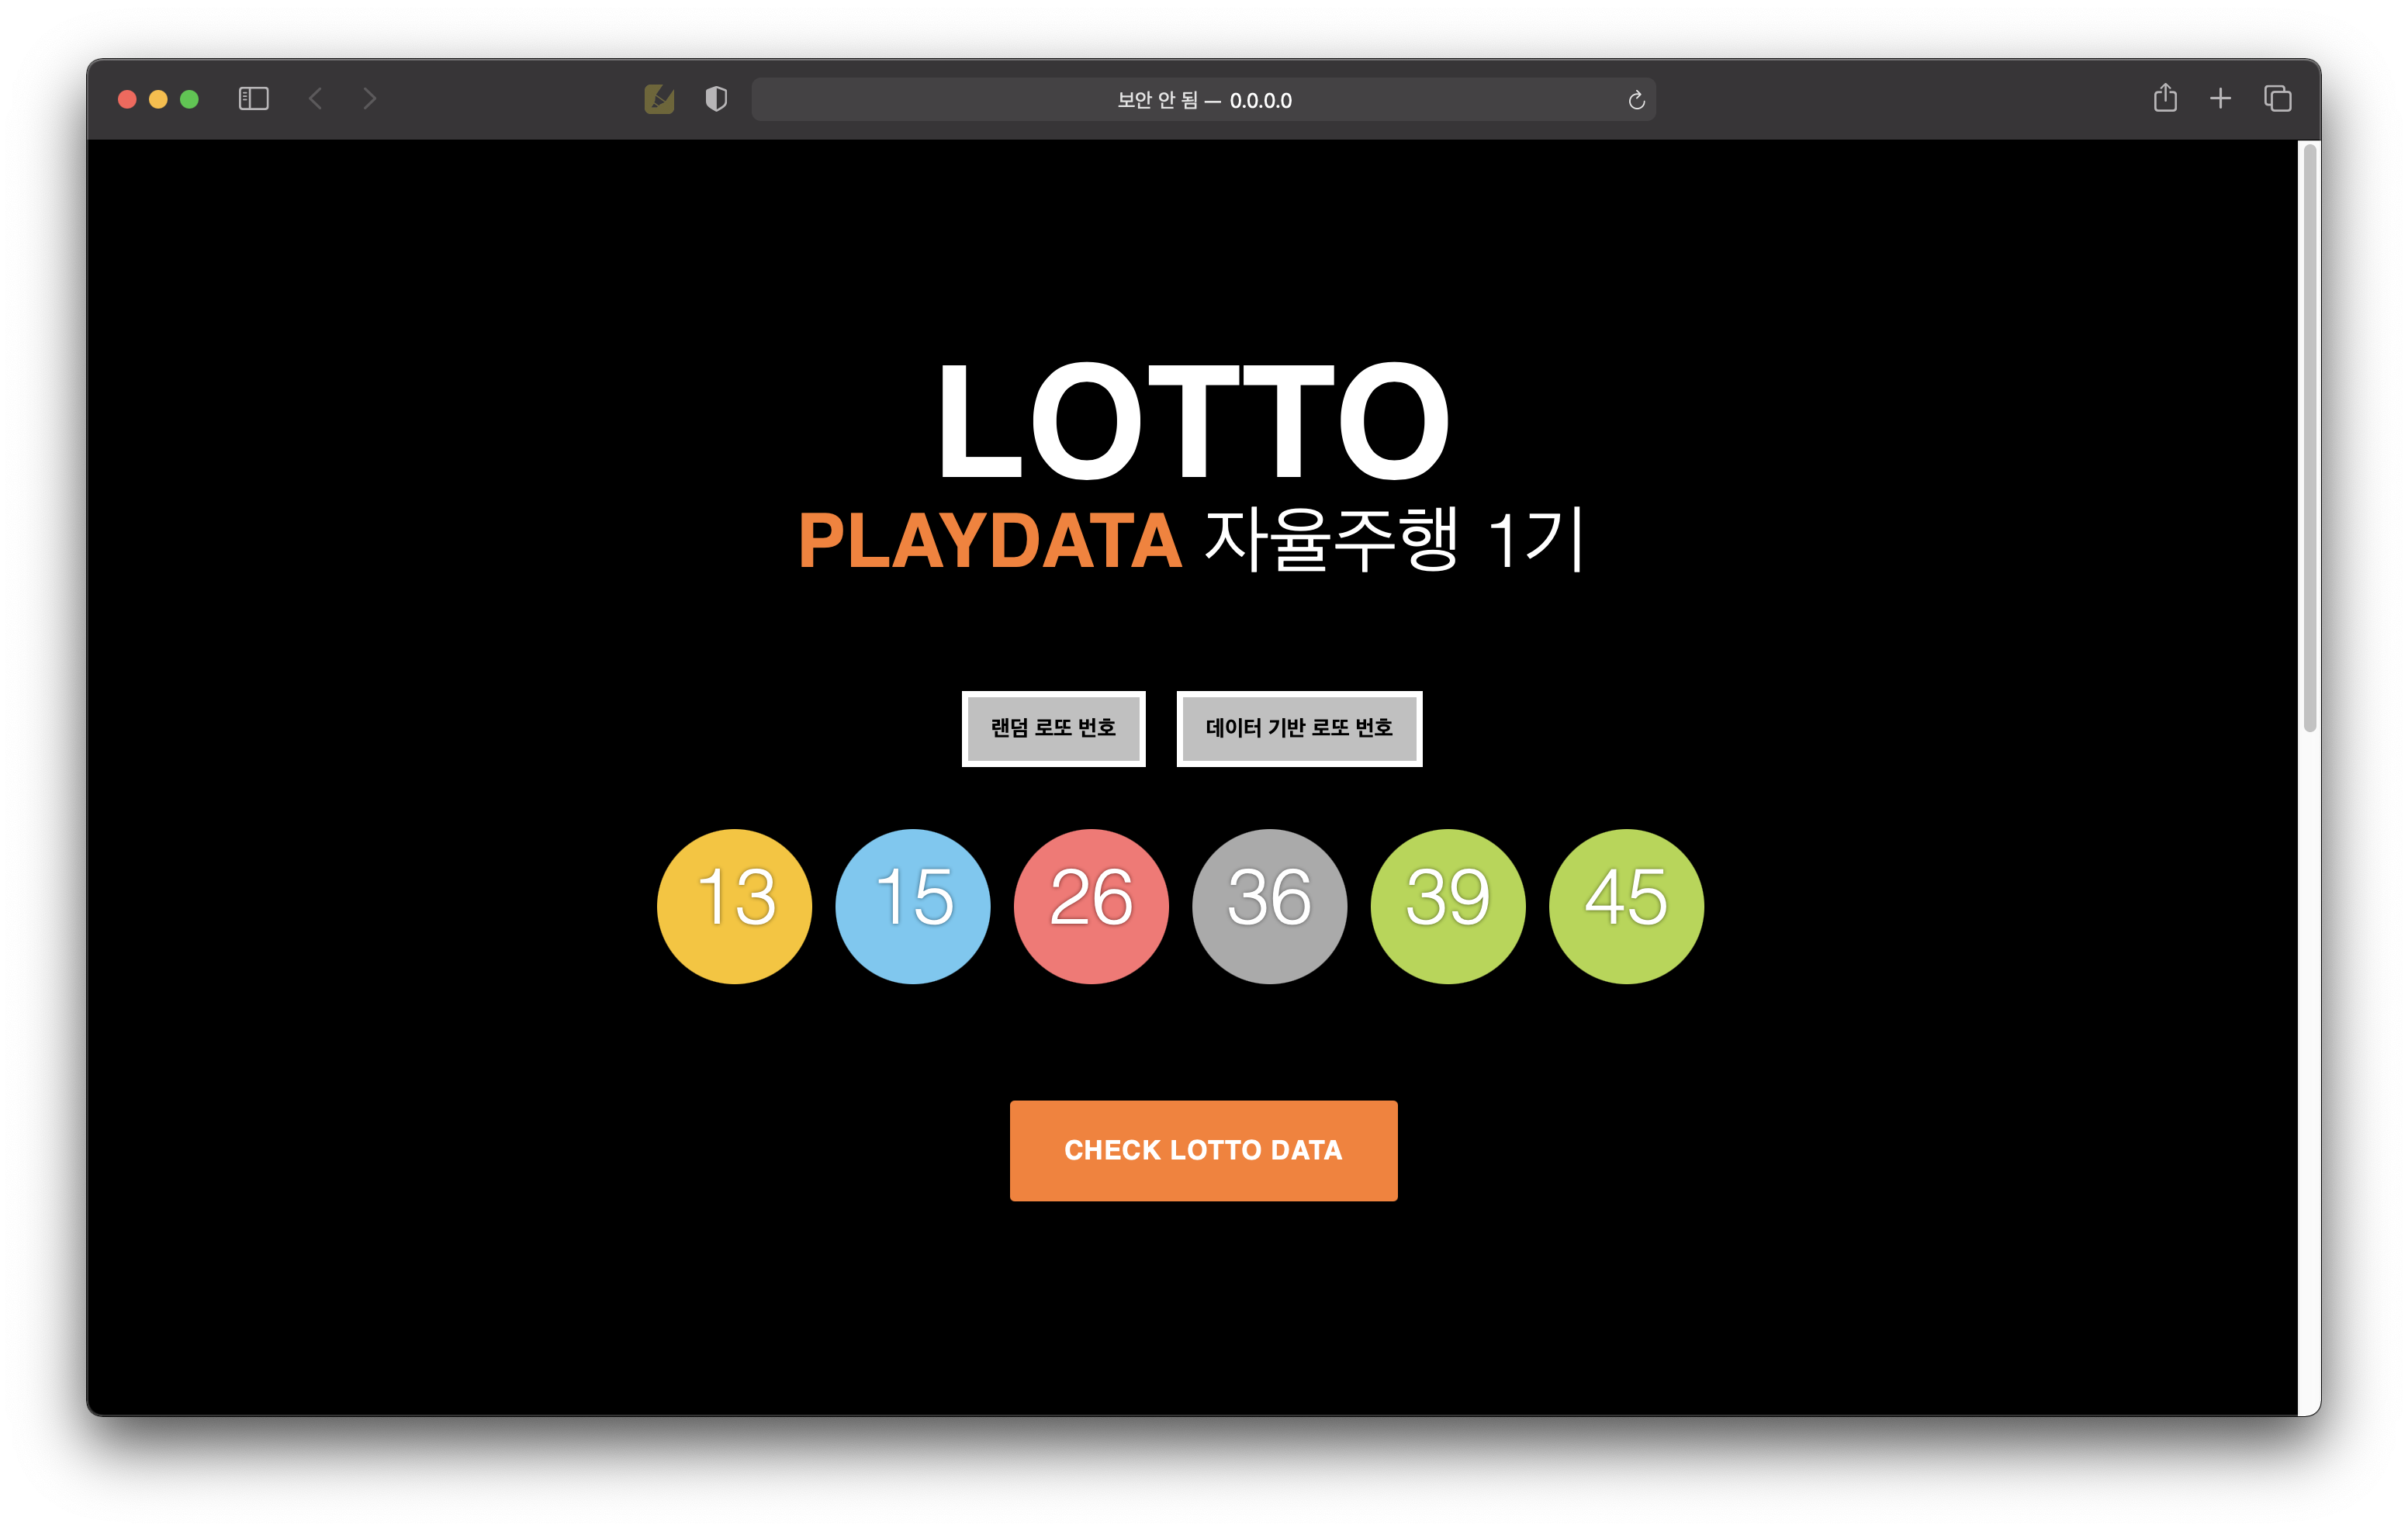 보안 안 됨 — 0.0.0.0
LOTTO
PLAYDATA 자율주행 1기
랜덤 로또 번호 데이터 기반 로또 번호
13 15 26 36 39 45
CHECK LOTTO DATA